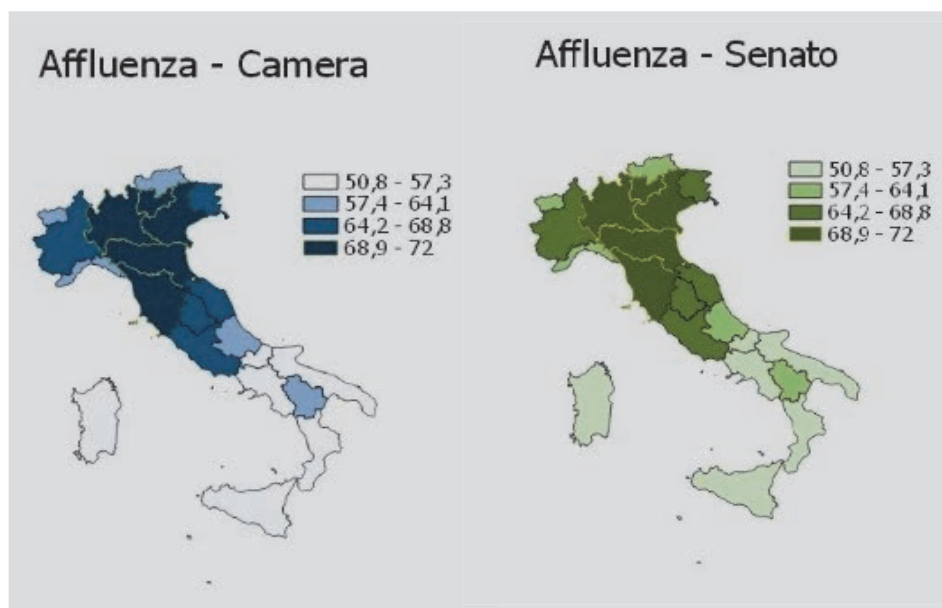 Affluenza - Camera
50,8 - 57,3
57,4 - 64,1
64,2 - 68,8
68,9 - 72
Affluenza - Senato
50,8 - 57,3
57,4 - 64,1
64,2 - 68,8
68,9 - 72